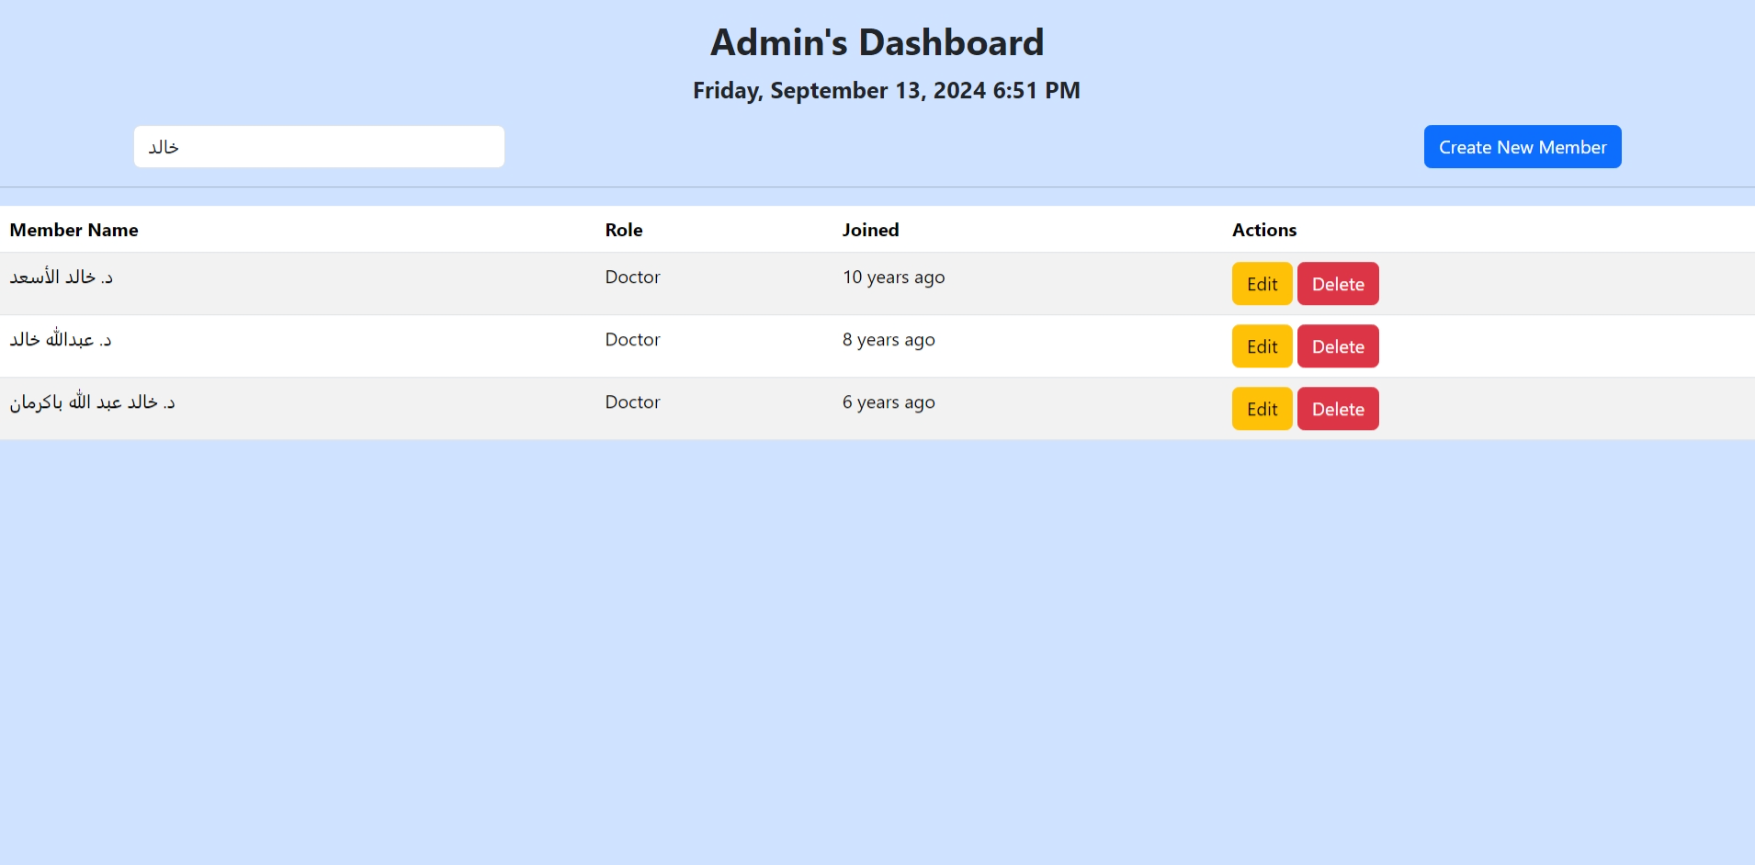 Admin's Dashboard
Friday, September 13, 2024 6:51 PM
خالد
Create New Member
Member Name Role Joined Actions
د. خالد الأسعد Doctor 10 years ago Edit Delete
د. عبدالله خالد Doctor 8 years ago Edit Delete
د. خالد عبد الله باكرمان Doctor 6 years ago Edit Delete